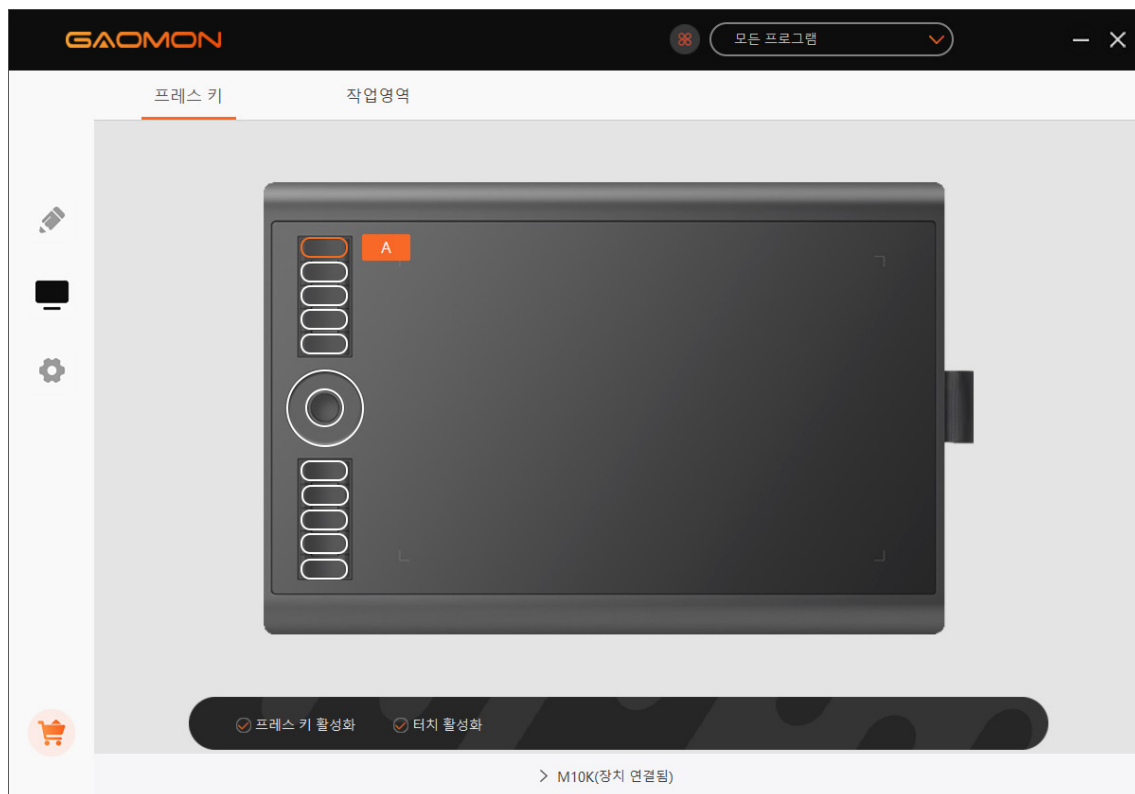 GAOMON
모든 프로그램
프레스 키
작업영역
A
프레스 키 활성화
터치 활성화
M10K(장치 연결됨)